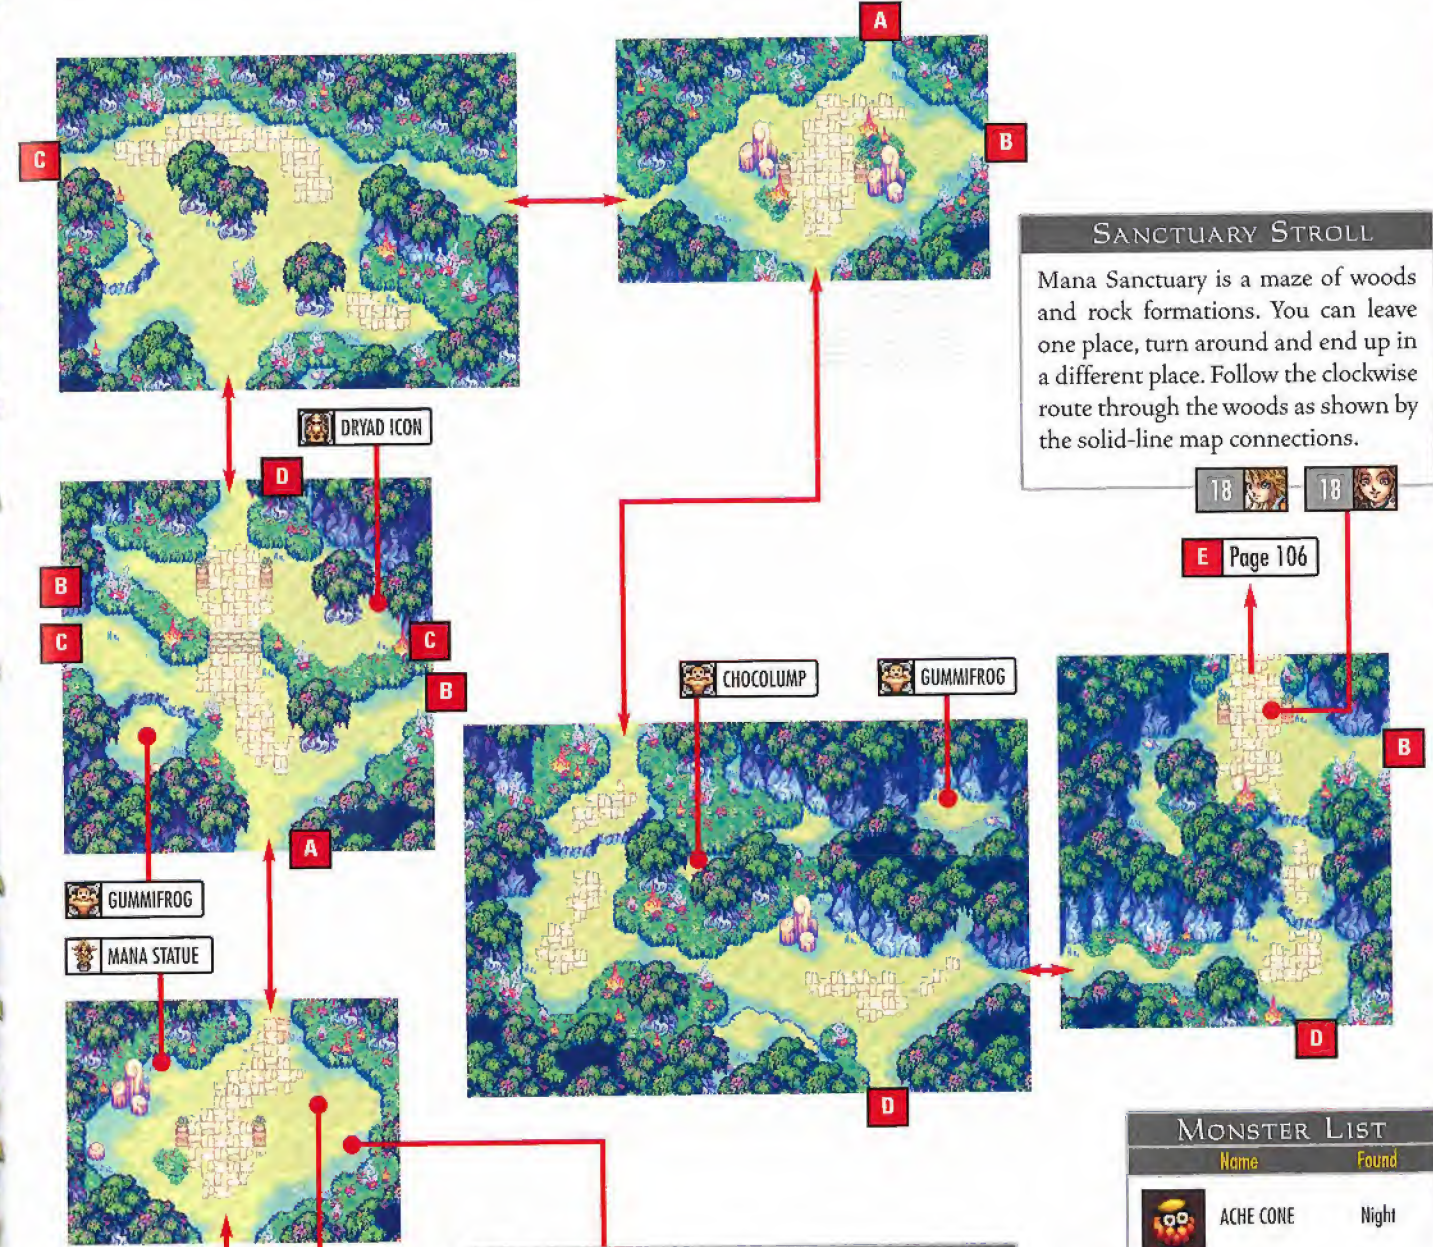 A
C
B
SANCTUARY STROLL
Mana Sanctuary is a maze of woods
and rock formations. You can leave
one place, turn around and end up in
a different place. Follow the clockwise
route through the woods as shown by
the solid-line map connections.
18
18
DRYAD ICON
D
E Page 106
B
C
C
B
CHOCOLUMP
GUMMIFROG
B
A
GUMMIFROG
MANA STATUE
D
D
MONSTER LIST
Name Found
ACHE CONE Night